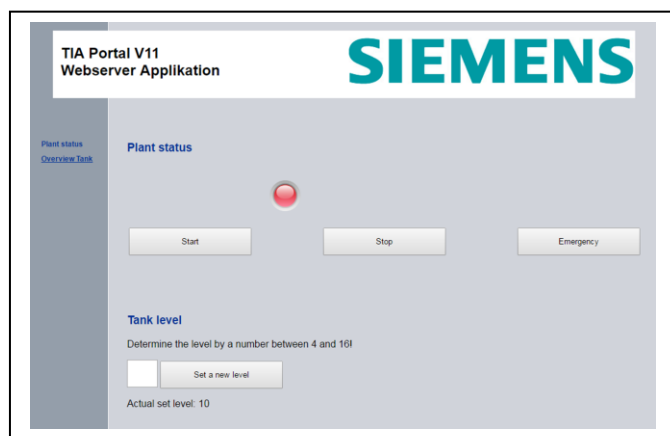 TIA Portal V11
Webserver Applikation
SIEMENS
Plant status
Overview Tank
Plant status
Start
Stop
Emergency
Tank level
Determine the level by a number between 4 and 16!
Set a new level
Actual set level: 10